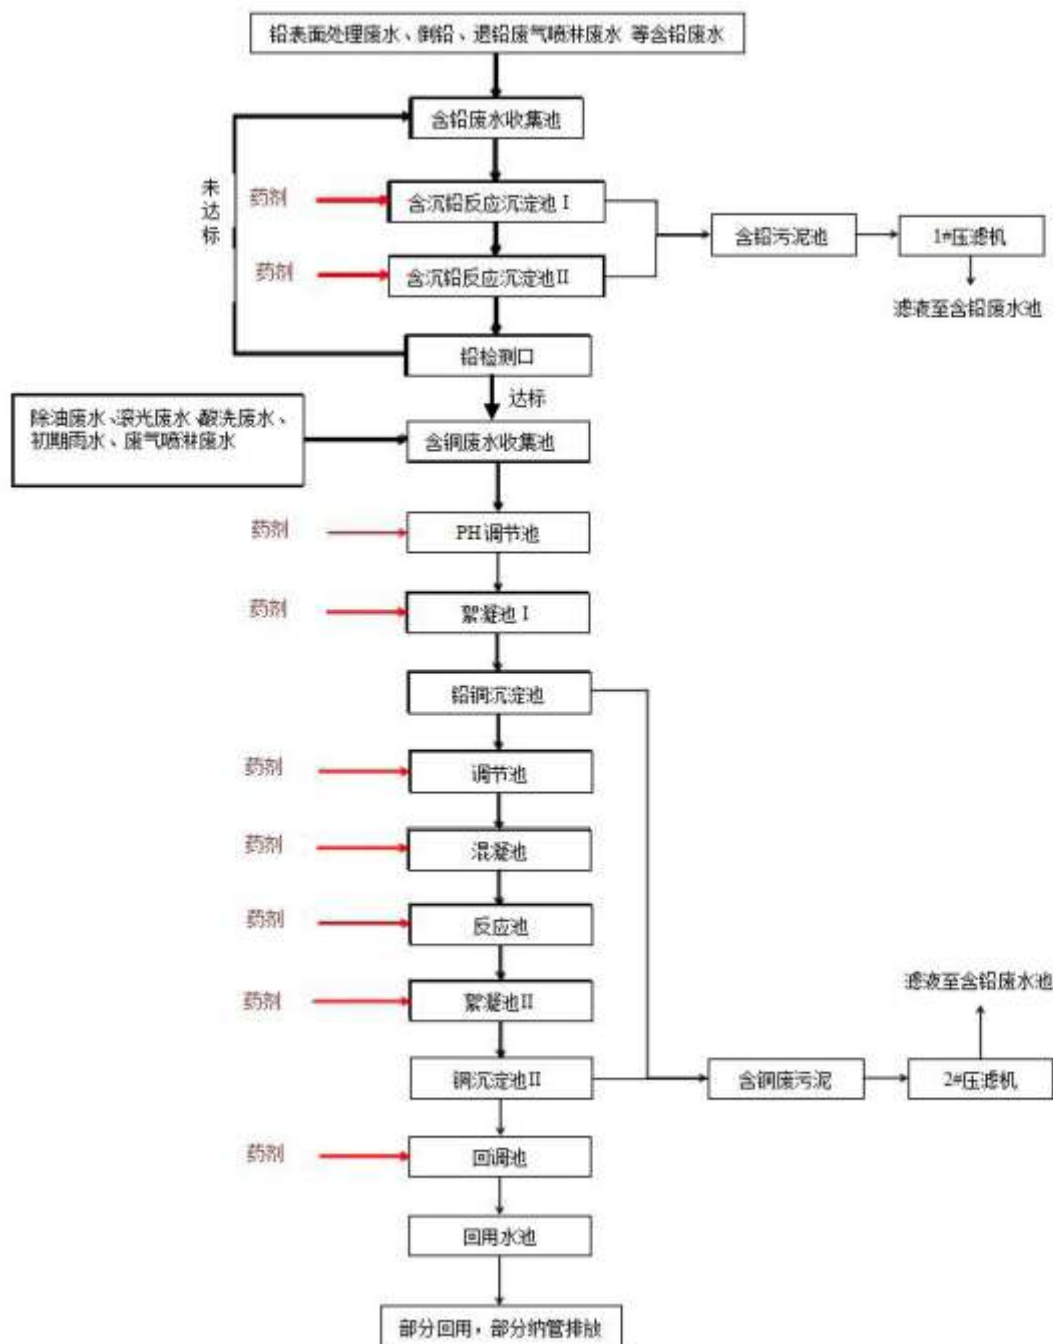 铅表面处理废水、倒铅、退铅废气喷淋废水 等含铅废水
含铅废水收集池
未
达
标
药剂
含沉铅反应沉淀池 I
含铅污泥池
1#压滤机
药剂
含沉铅反应沉淀池II
滤液至含铅废水池
铅检测口
达标
除油废水、滚光废水、酸洗废水、
初期雨水、废气喷淋废水
含铜废水收集池
药剂
PH 调节池
药剂
絮凝池 I
铅铜沉淀池
药剂
调节池
药剂
混凝池
药剂
反应池
药剂
絮凝池II
滤液至含铅废水池
铜沉淀池II
含铜废污泥
2#压滤机
药剂
回调池
回用水池
部分回用，部分纳管排放